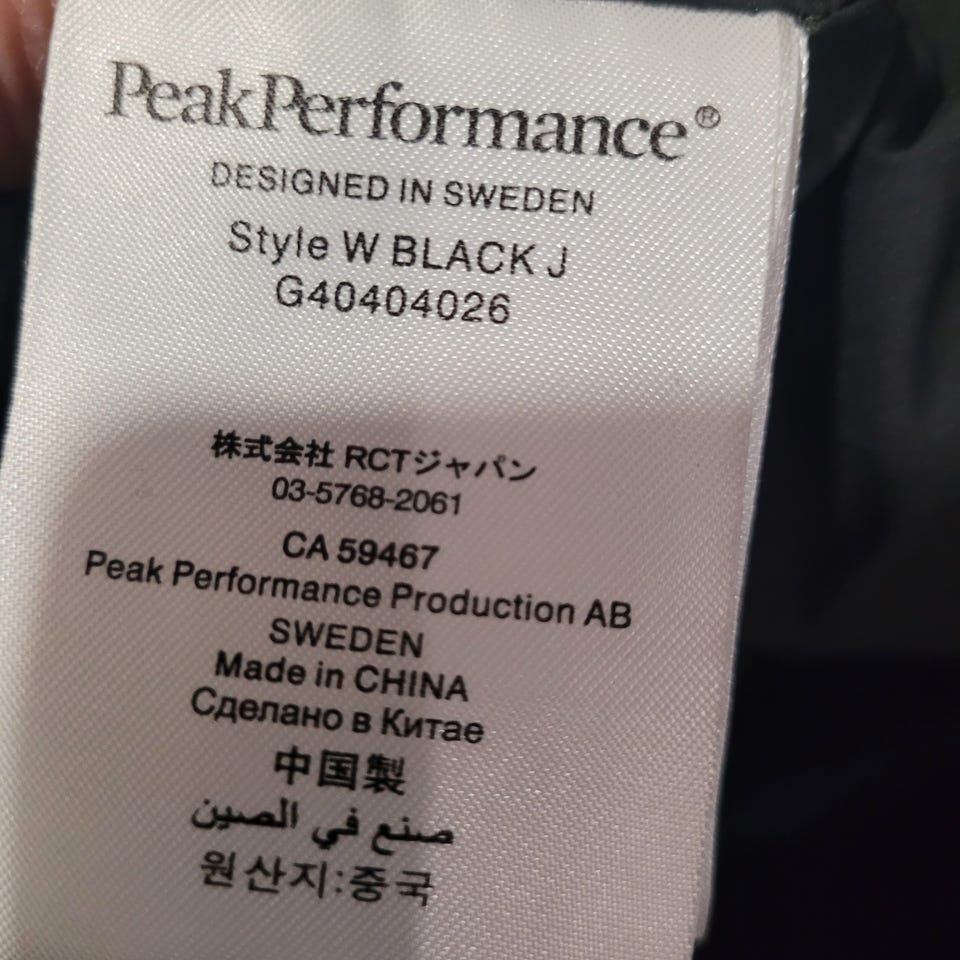 PeakPerformance®
DESIGNED IN SWEDEN
Style W BLACK J
G40404026
株式会社 RCTジャパン
03-5768-2061
CA 59467
Peak Performance Production AB
SWEDEN
Made in CHINA
Сделано в Китае
中国製
صنع في الصين
원산지:중국